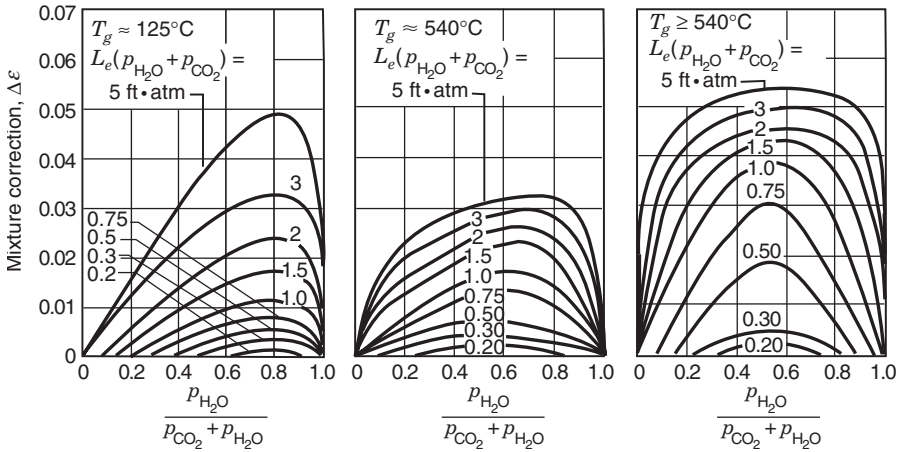 Mixture correction, Δε
0.07
0.06
0.05
0.04
0.03
0.02
0.01
0
T_g ≈ 125°C
L_e(p_H₂O + p_CO₂) =
5 ft•atm
3
2
1.5
1.0
0.75
0.5
0.3
0.2
0 0.2 0.4 0.6 0.8 1.0
p_H₂O
p_CO₂ + p_H₂O
T_g ≈ 540°C
L_e(p_H₂O + p_CO₂) =
5 ft•atm
3
2
1.5
1.0
0.75
0.50
0.30
0.20
0 0.2 0.4 0.6 0.8 1.0
p_H₂O
p_CO₂ + p_H₂O
T_g ≥ 540°C
L_e(p_H₂O + p_CO₂) =
5 ft•atm
3
2
1.5
1.0
0.75
0.50
0.30
0.20
0 0.2 0.4 0.6 0.8 1.0
p_H₂O
p_CO₂ + p_H₂O